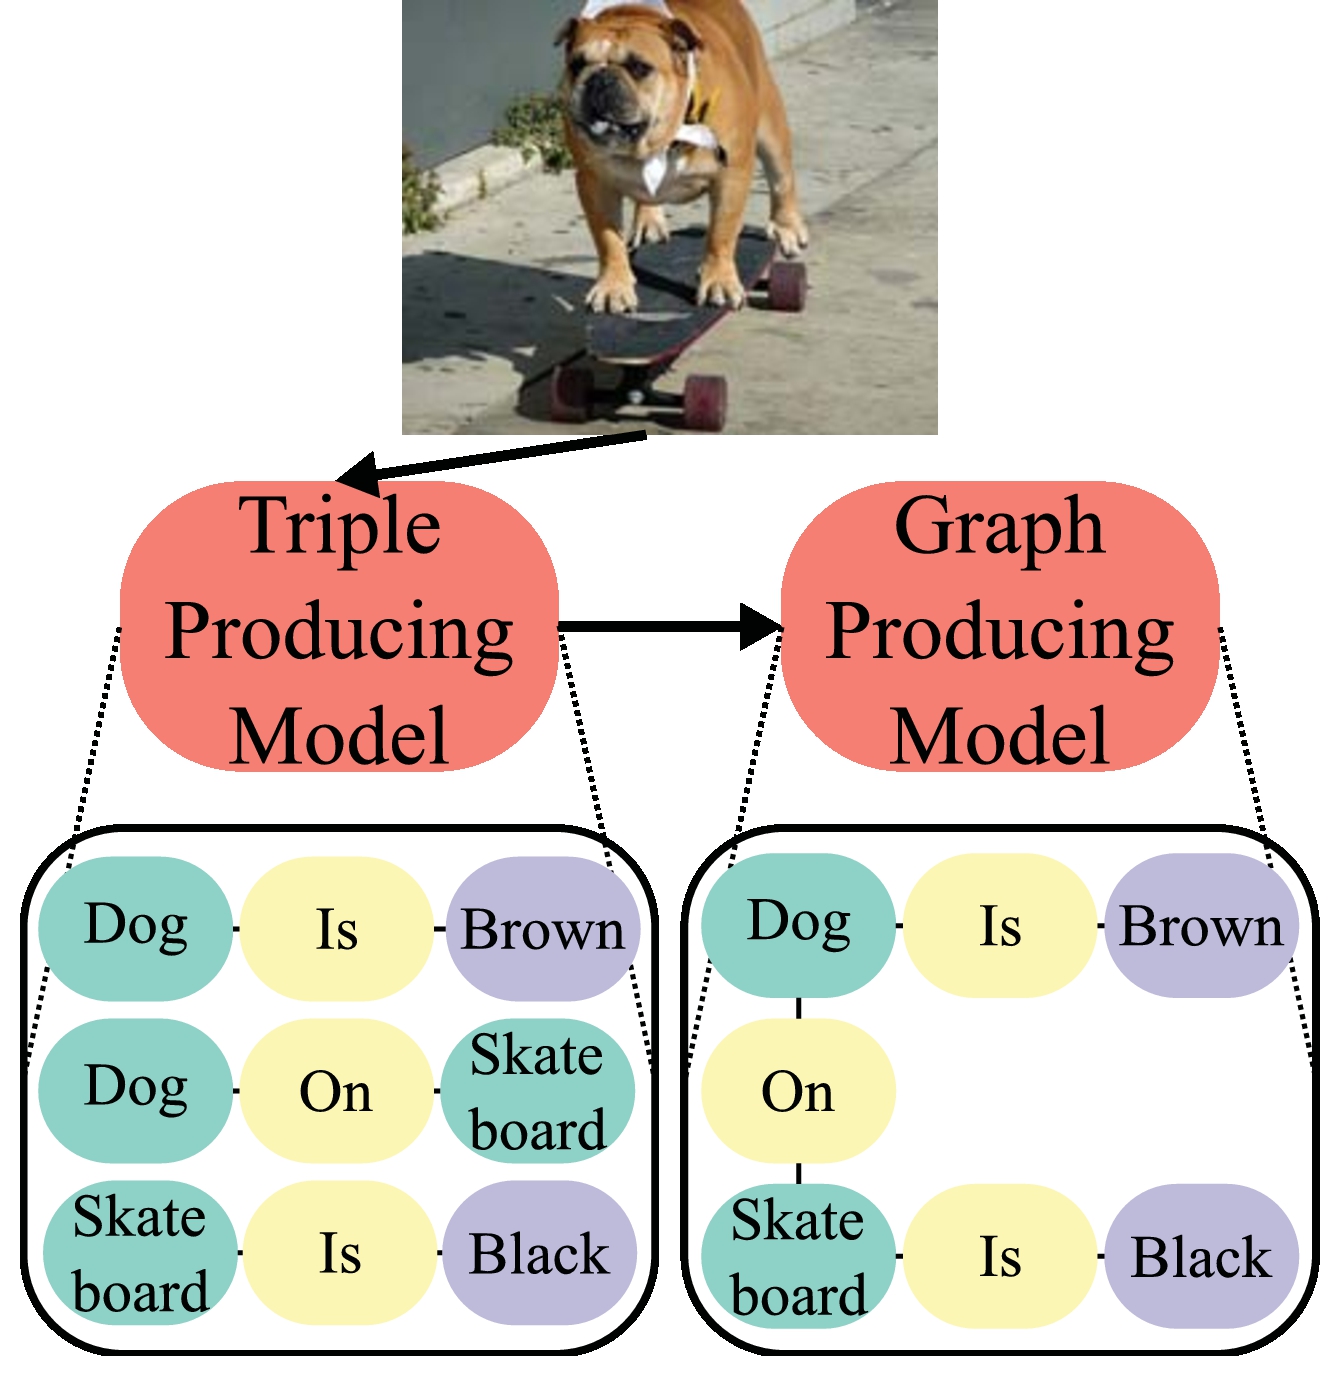 Triple
Producing
Model
Graph
Producing
Model
Dog Is Brown
Dog On Skate
board
Skate
board Is Black
Dog Is Brown
On
Skate
board Is Black